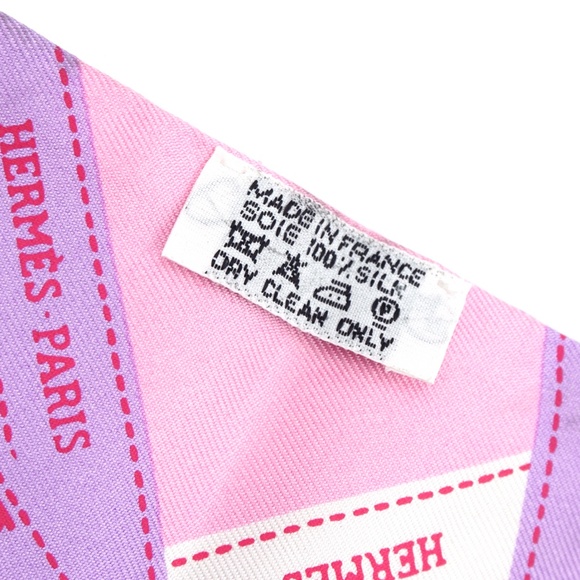 HERMÈS·PARIS
MADE IN FRANCE
SOIE 100% SILK
P
DRY CLEAN ONLY
HERMÈS